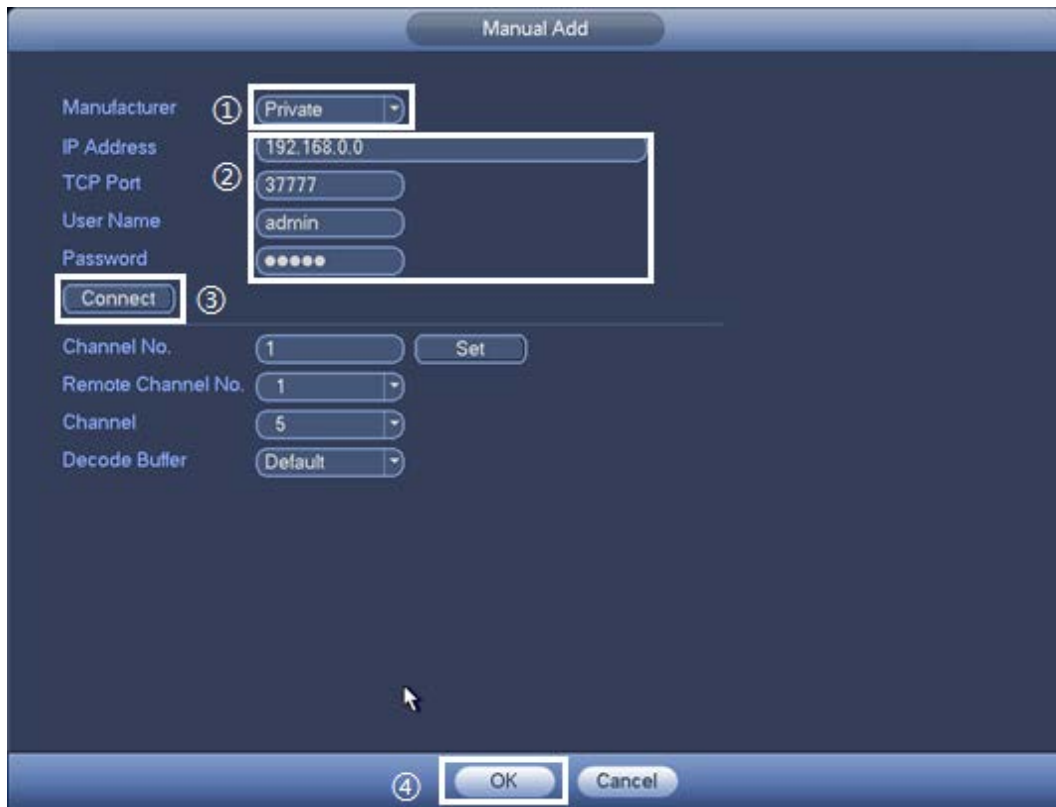 Manual Add
Manufacturer ① Private
IP Address 192.168.0.0
TCP Port ② 37777
User Name admin
Password ●●●●●
Connect ③
Channel No. 1 Set
Remote Channel No. 1
Channel 5
Decode Buffer Default
④ OK Cancel